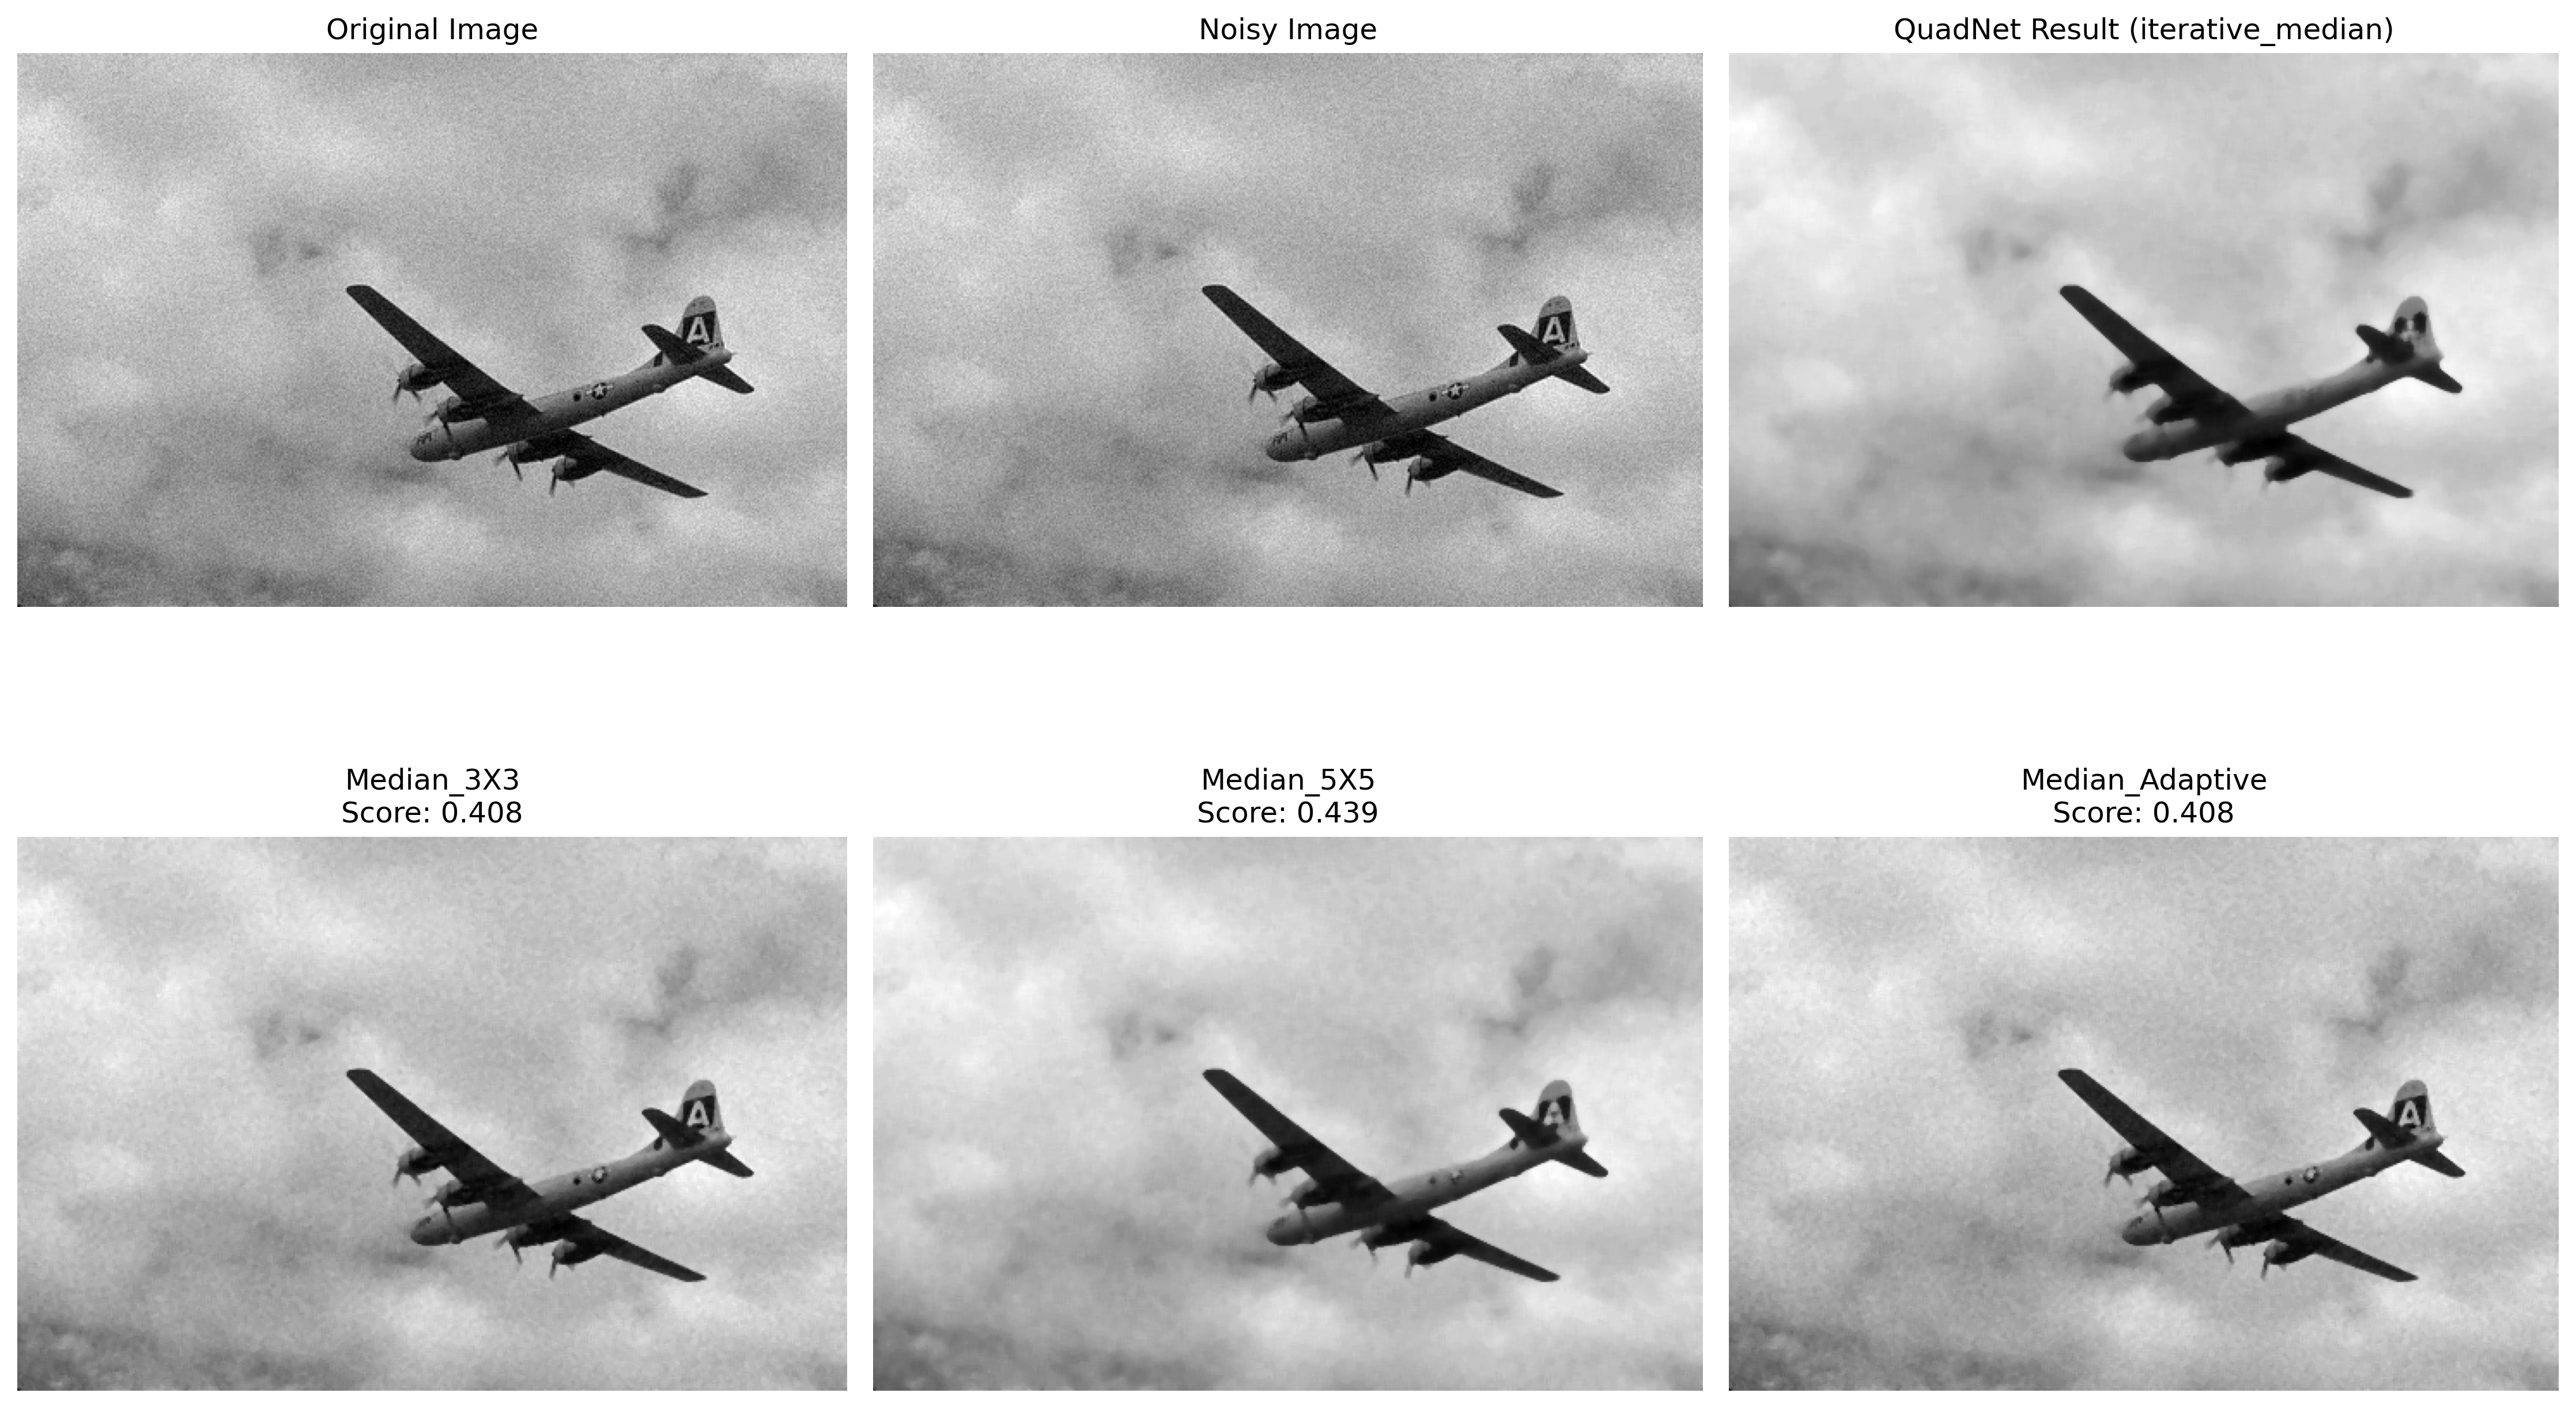 Original Image
Noisy Image
QuadNet Result (iterative_median)
A
A
Median_3X3
Score: 0.408
Median_5X5
Score: 0.439
Median_Adaptive
Score: 0.408
A
A
A